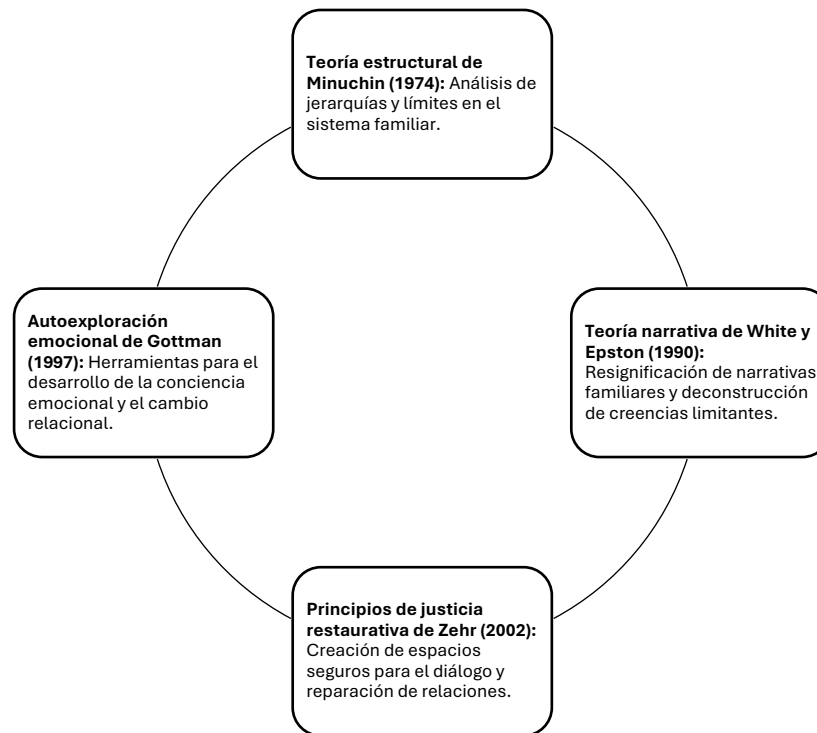 Teoría estructural de
Minuchin (1974): Análisis de
jerarquías y límites en el
sistema familiar.
Autoexploración
emocional de Gottman
(1997): Herramientas para el
desarrollo de la conciencia
emocional y el cambio
relacional.
Teoría narrativa de White y
Epston (1990):
Resignificación de narrativas
familiares y deconstrucción
de creencias limitantes.
Principios de justicia
restaurativa de Zehr (2002):
Creación de espacios
seguros para el diálogo y
reparación de relaciones.